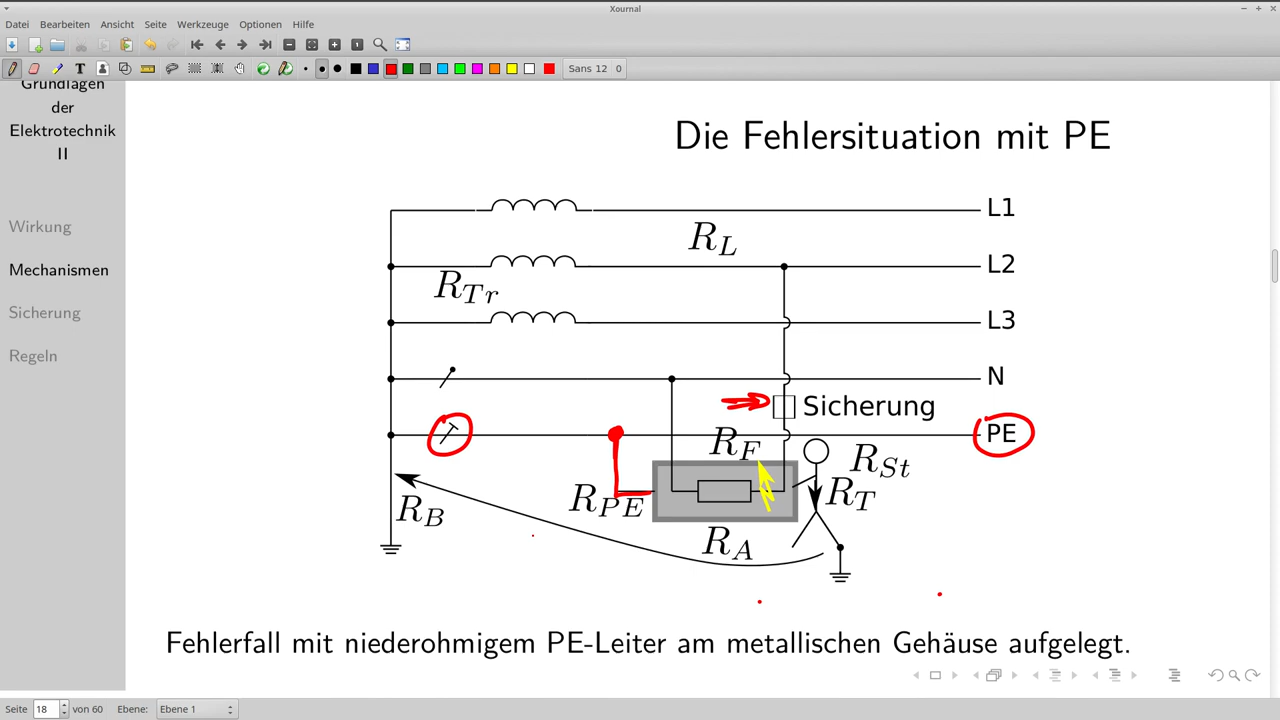 Xournal
Datei Bearbeiten Ansicht Seite Werkzeuge Optionen Hilfe
Sans 12 0
Grundlagen
der
Elektrotechnik
II
Wirkung
Mechanismen
Sicherung
Regeln
Die Fehlersituation mit PE
L1
R_L
L2
R_Tr
L3
N
Sicherung
PE
R_F
R_St
R_PE
R_T
R_B
R_A
Fehlerfall mit niederohmigem PE-Leiter am metallischen Gehäuse aufgelegt.
Seite 18 von 60 Ebene: Ebene 1